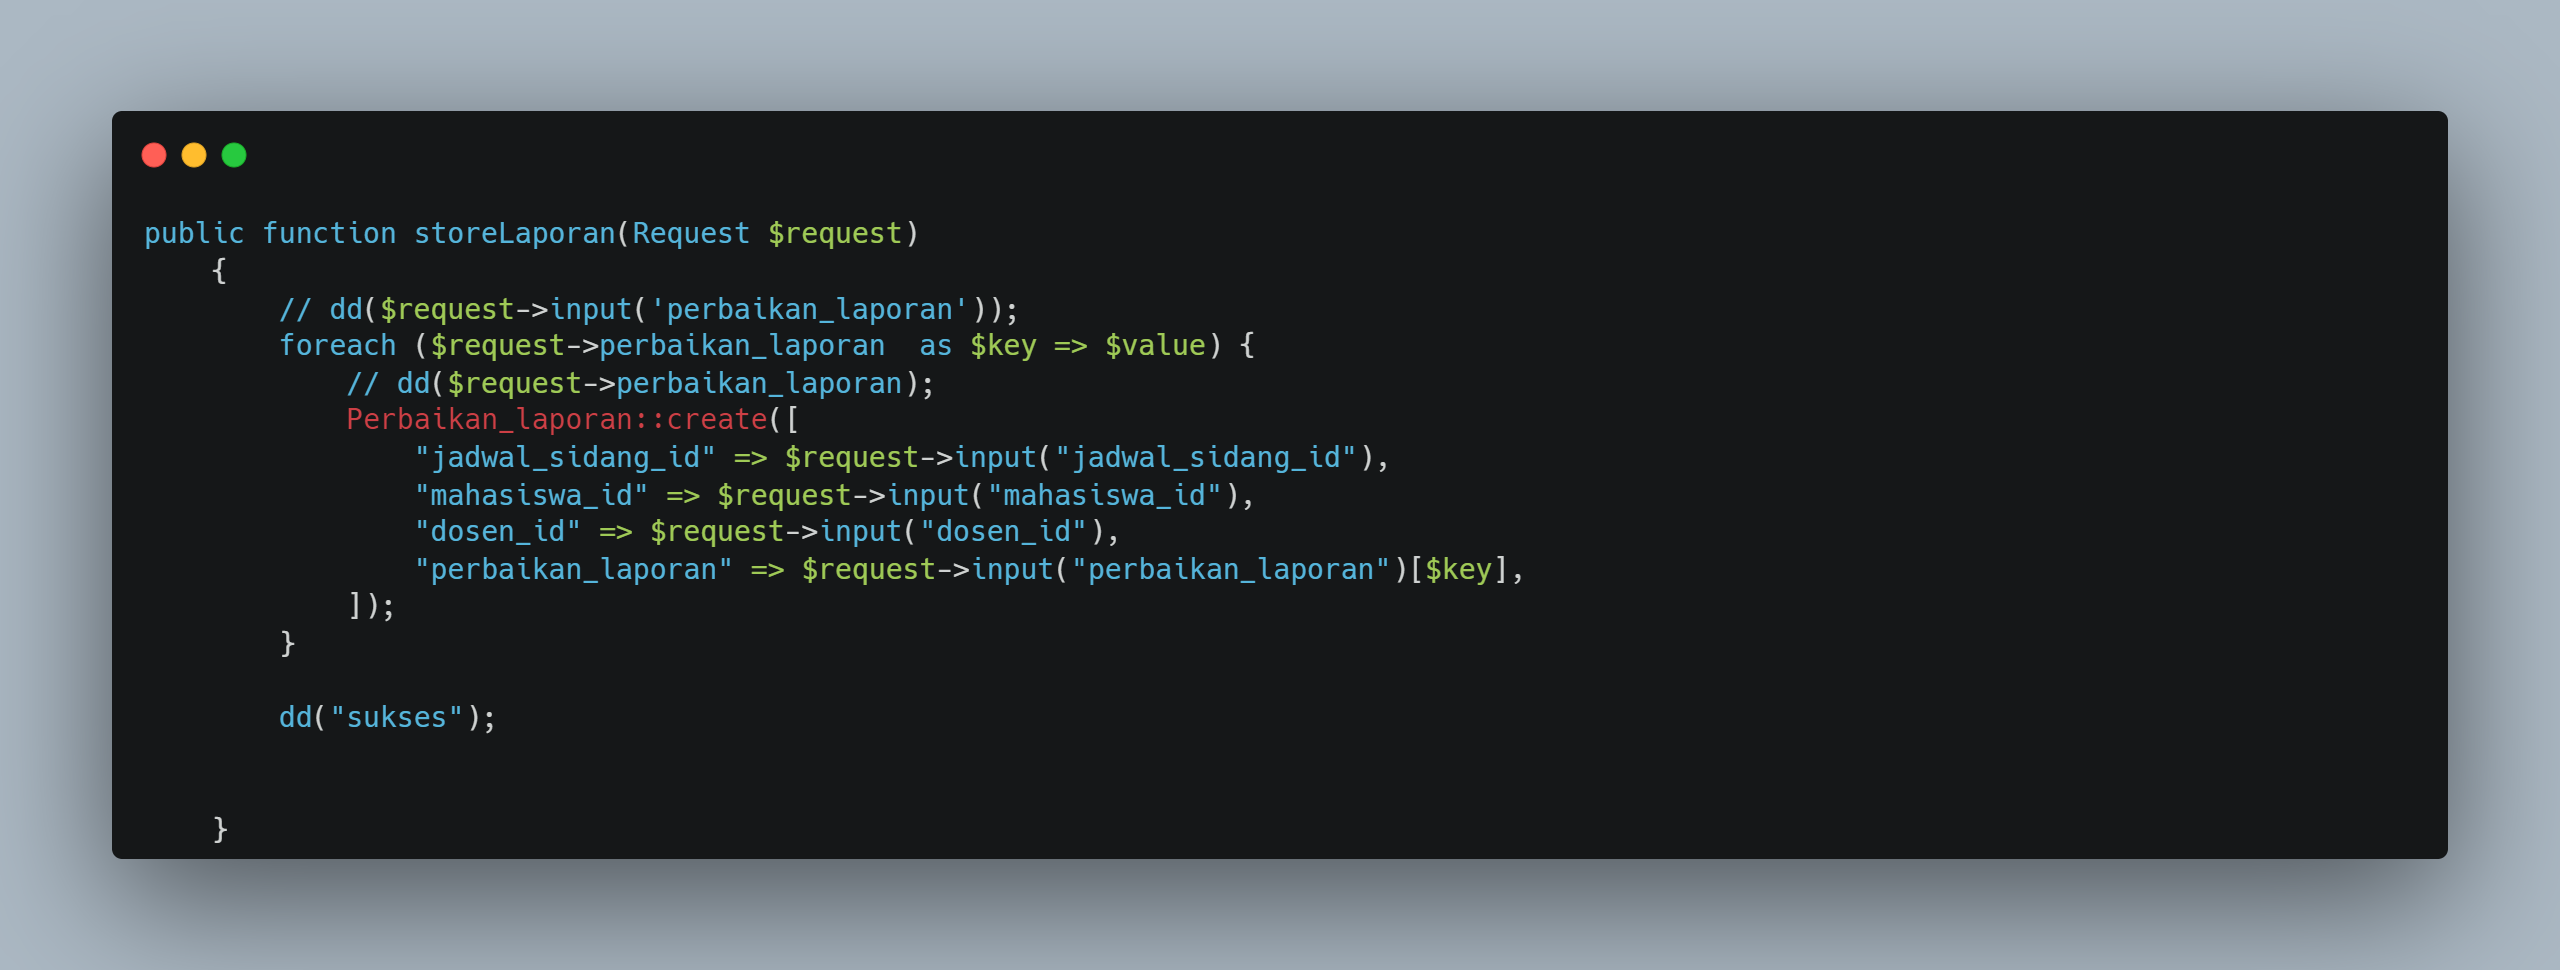 public function storeLaporan(Request $request)
    {
        // dd($request->input('perbaikan_laporan'));
        foreach ($request->perbaikan_laporan  as $key => $value) {
            // dd($request->perbaikan_laporan);
            Perbaikan_laporan::create([
                "jadwal_sidang_id" => $request->input("jadwal_sidang_id"),
                "mahasiswa_id" => $request->input("mahasiswa_id"),
                "dosen_id" => $request->input("dosen_id"),
                "perbaikan_laporan" => $request->input("perbaikan_laporan")[$key],
            ]);
        }

        dd("sukses");


    }